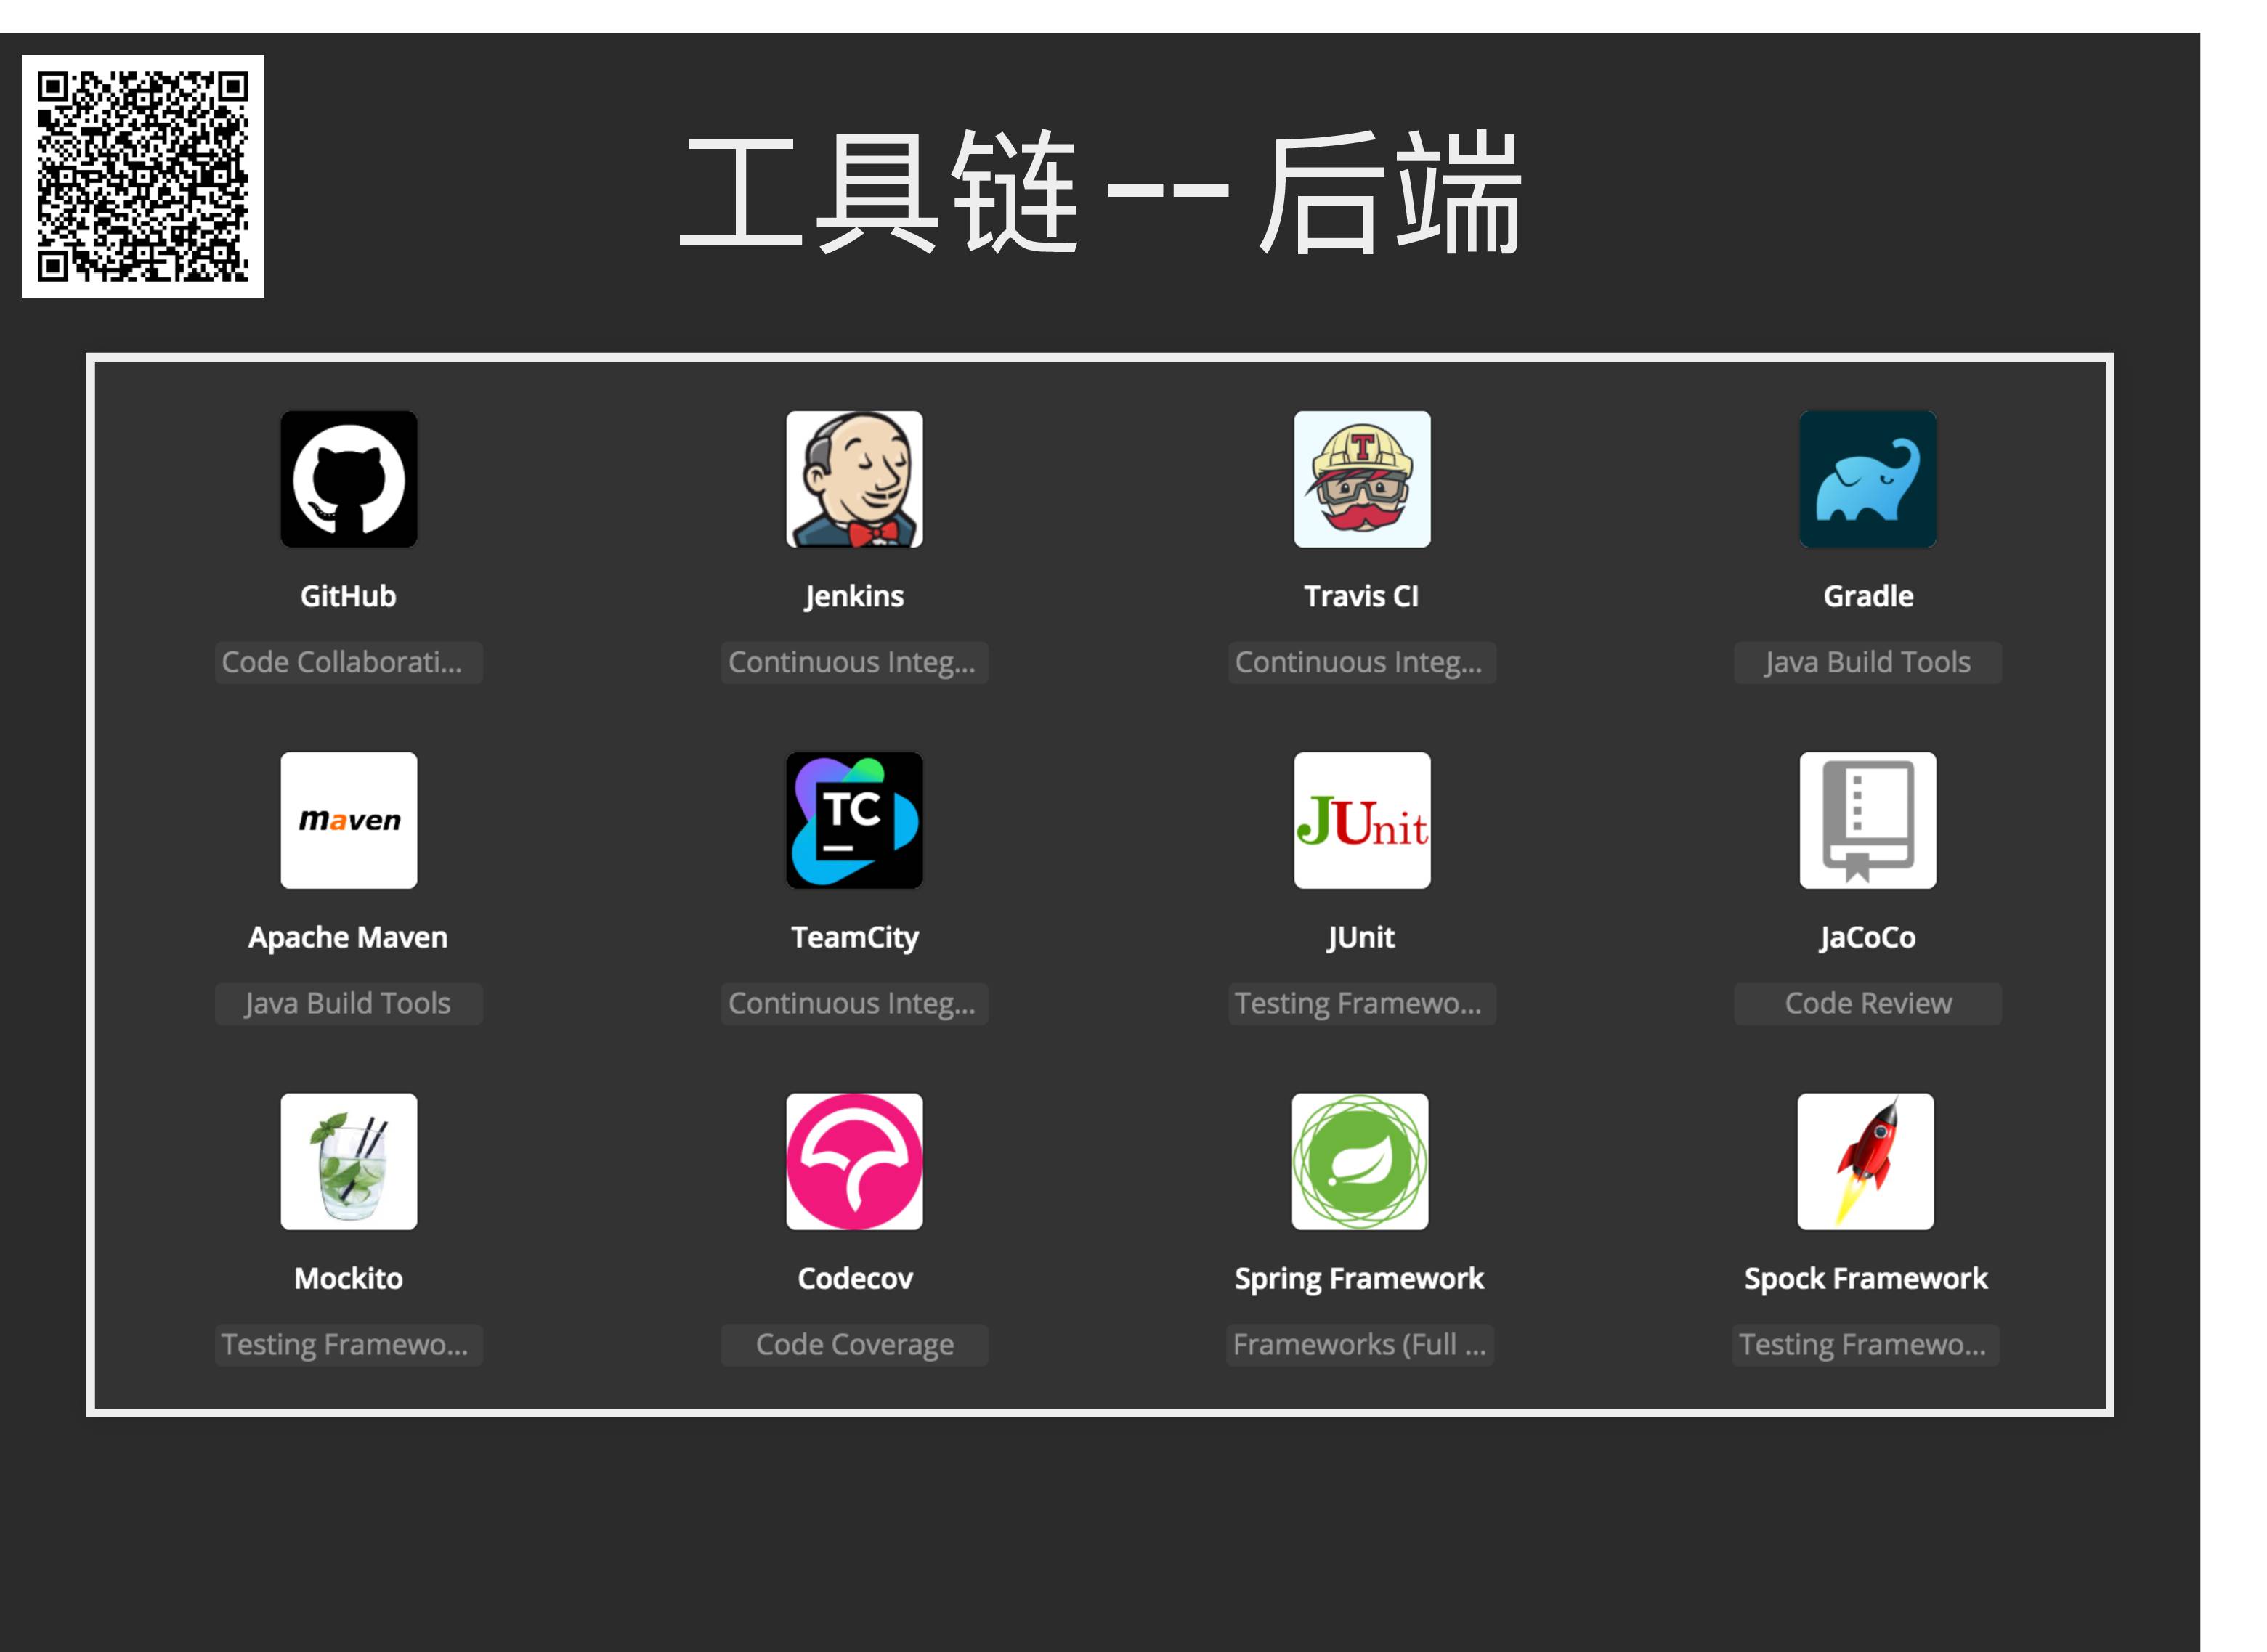 工具链--后端
GitHub
Jenkins
Travis CI
Gradle
Code Collaborati...
Continuous Integ...
Continuous Integ...
Java Build Tools
maven
TC
JUnit
Apache Maven
TeamCity
JUnit
JaCoCo
Java Build Tools
Continuous Integ...
Testing Framewo...
Code Review
Mockito
Codecov
Spring Framework
Spock Framework
Testing Framewo...
Code Coverage
Frameworks (Full ...
Testing Framewo...